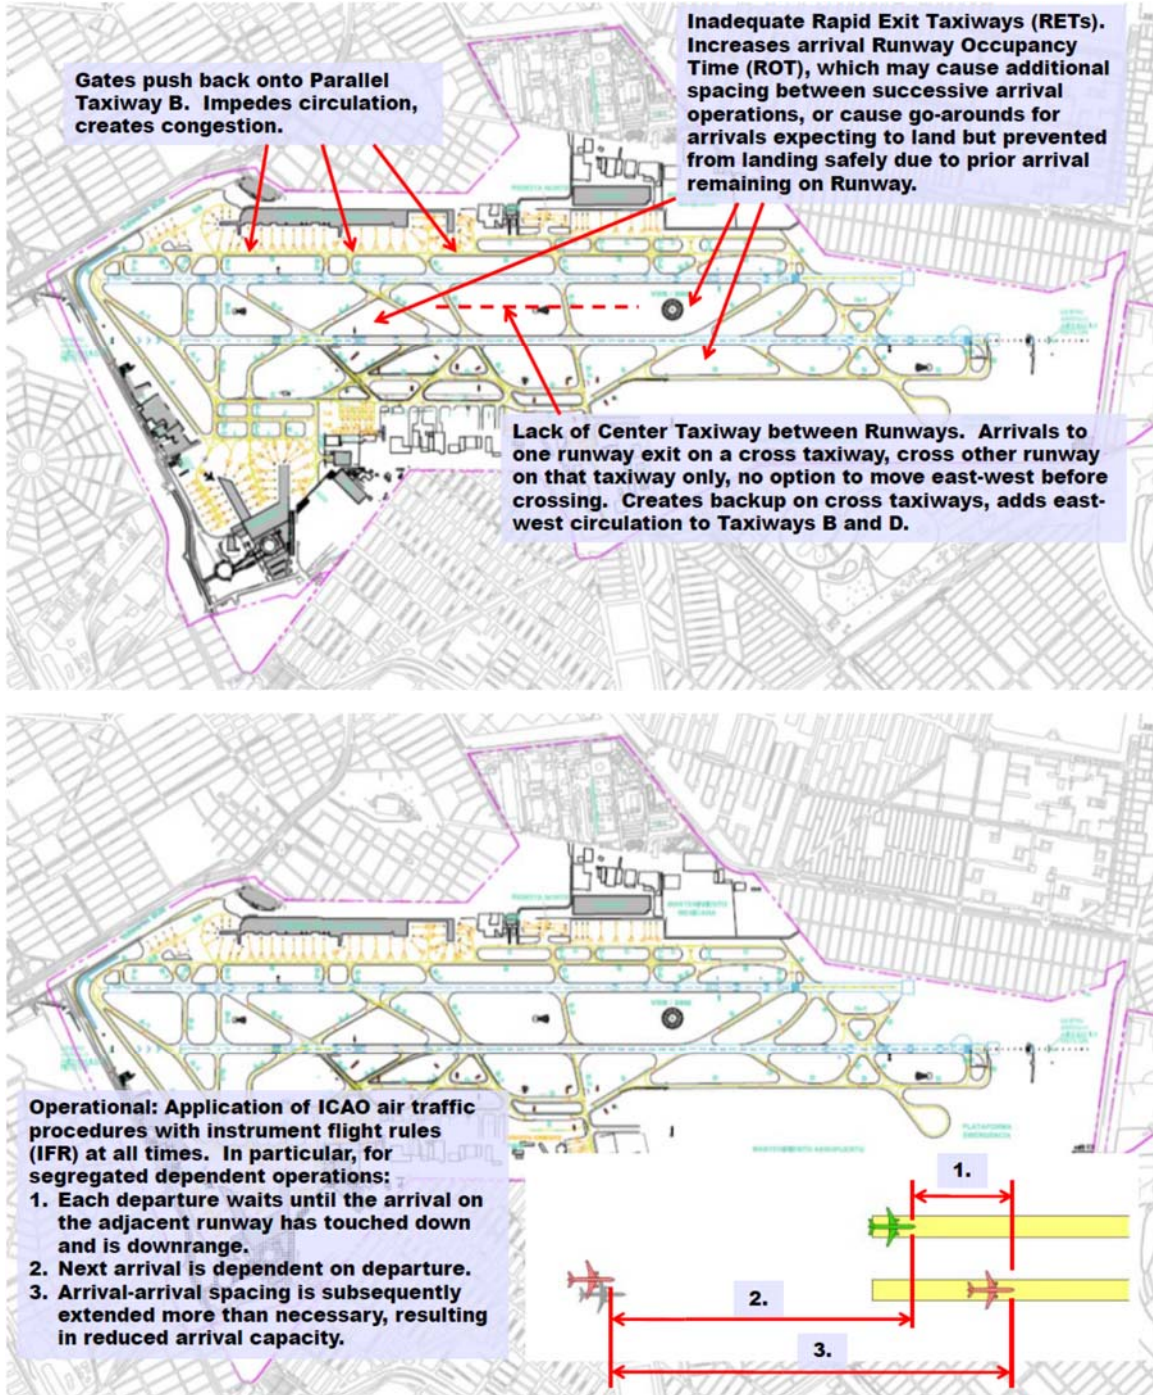 Gates push back onto Parallel
Taxiway B.  Impedes circulation,
creates congestion.
Inadequate Rapid Exit Taxiways (RETs).
Increases arrival Runway Occupancy
Time (ROT), which may cause additional
spacing between successive arrival
operations, or cause go-arounds for
arrivals expecting to land but prevented
from landing safely due to prior arrival
remaining on Runway.
Lack of Center Taxiway between Runways.  Arrivals to
one runway exit on a cross taxiway, cross other runway
on that taxiway only, no option to move east-west before
crossing.  Creates backup on cross taxiways, adds east-
west circulation to Taxiways B and D.
Operational: Application of ICAO air traffic
procedures with instrument flight rules
(IFR) at all times.  In particular, for
segregated dependent operations:
1. Each departure waits until the arrival on
the adjacent runway has touched down
and is downrange.
2. Next arrival is dependent on departure.
3. Arrival-arrival spacing is subsequently
extended more than necessary, resulting
in reduced arrival capacity.
PLATAFORMA
EMERGENCIA
1.
2.
3.